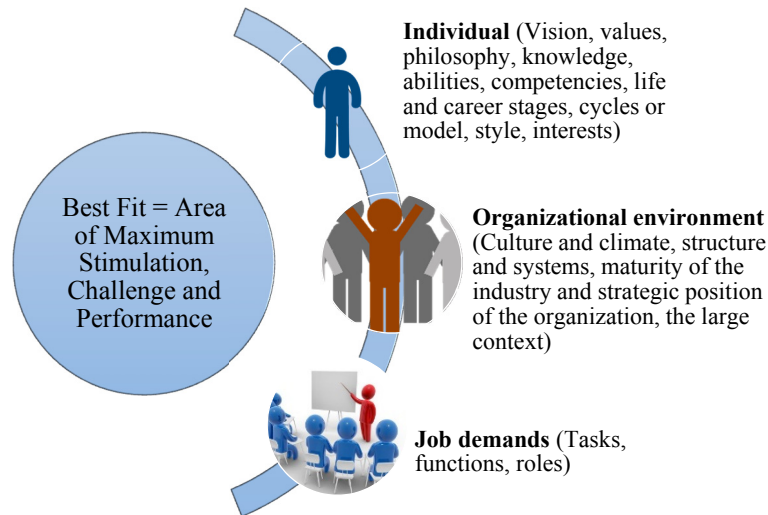 Individual (Vision, values,
philosophy, knowledge,
abilities, competencies, life
and career stages, cycles or
model, style, interests)
Best Fit = Area
of Maximum
Stimulation,
Challenge and
Performance
Organizational environment
(Culture and climate, structure
and systems, maturity of the
industry and strategic position
of the organization, the large
context)
Job demands (Tasks,
functions, roles)